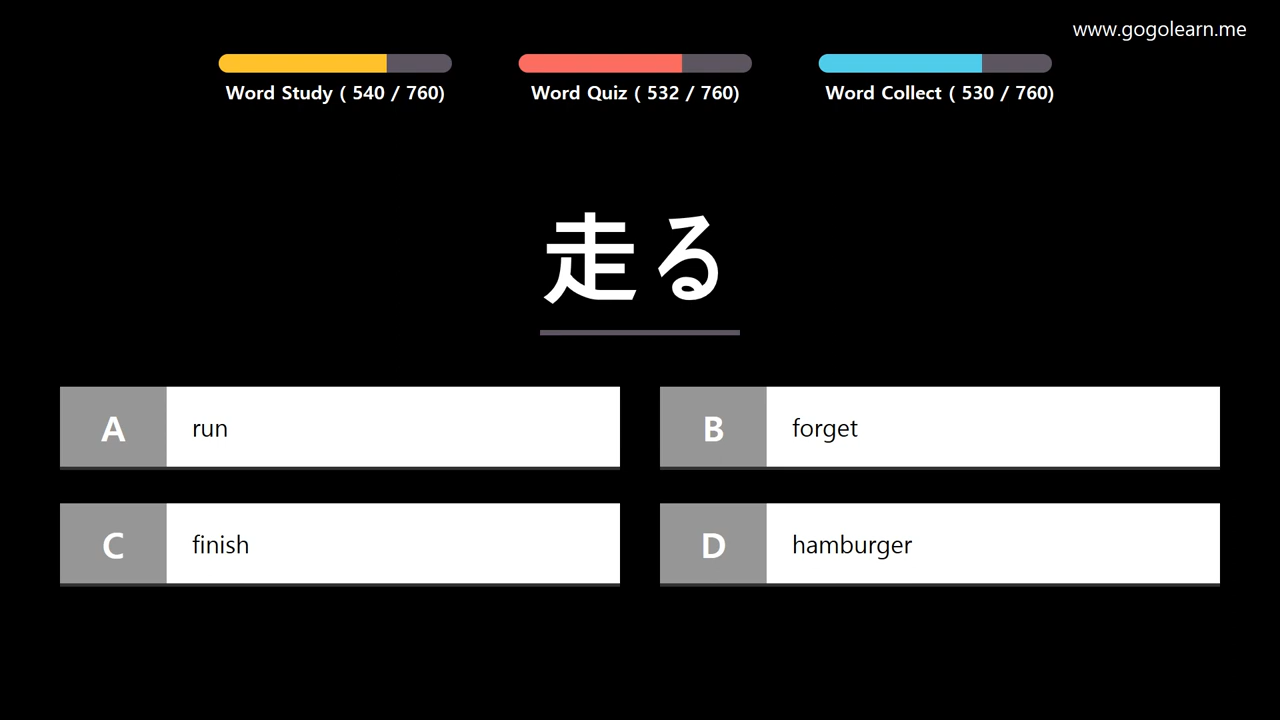 www.gogolearn.me
Word Study ( 540 / 760)
Word Quiz ( 532 / 760)
Word Collect ( 530 / 760)
走る
A run
B forget
C finish
D hamburger